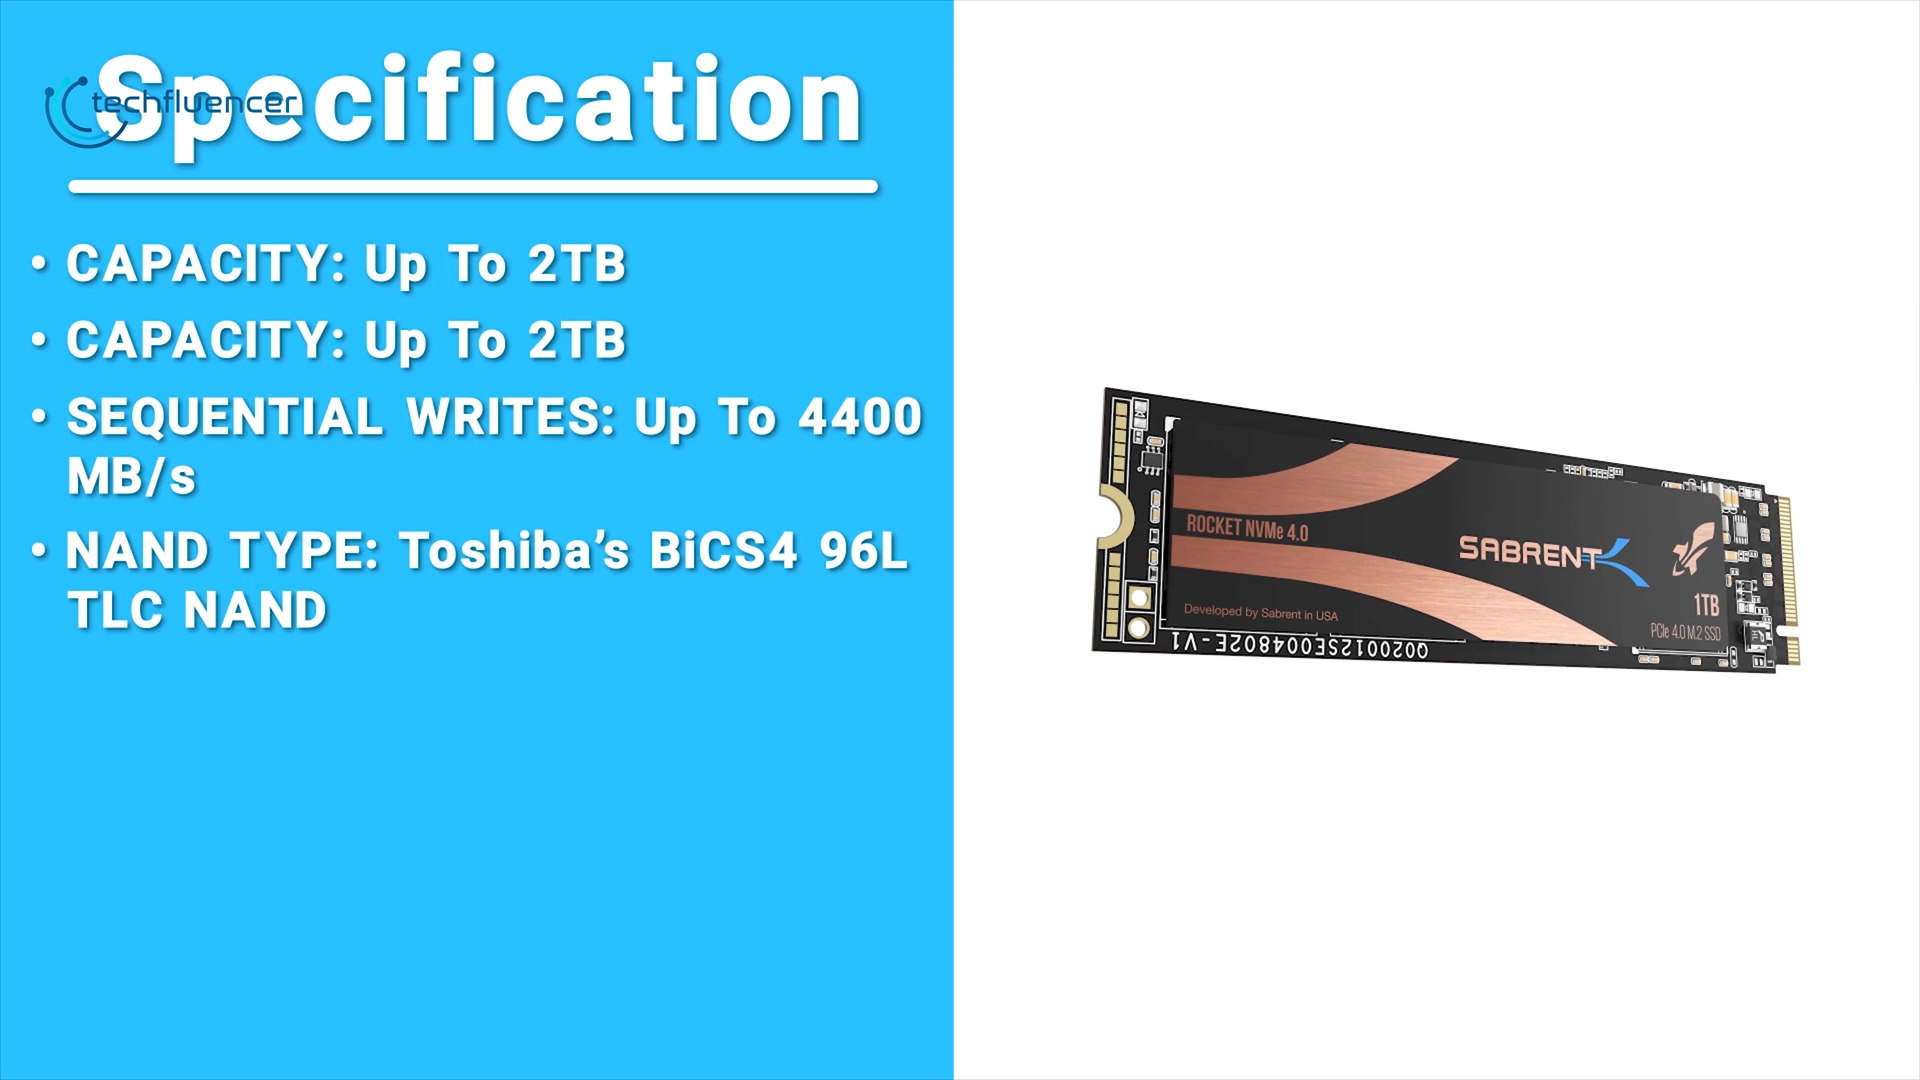 Specification
techfluencer
• CAPACITY: Up To 2TB
• CAPACITY: Up To 2TB
• SEQUENTIAL WRITES: Up To 4400
MB/s
• NAND TYPE: Toshiba’s BiCS4 96L
TLC NAND
ROCKET NVMe 4.0
SABRENT
Developed by Sabrent in USA
1TB
PCIe 4.0 M.2 SSD
Q020012SE004802E-V1